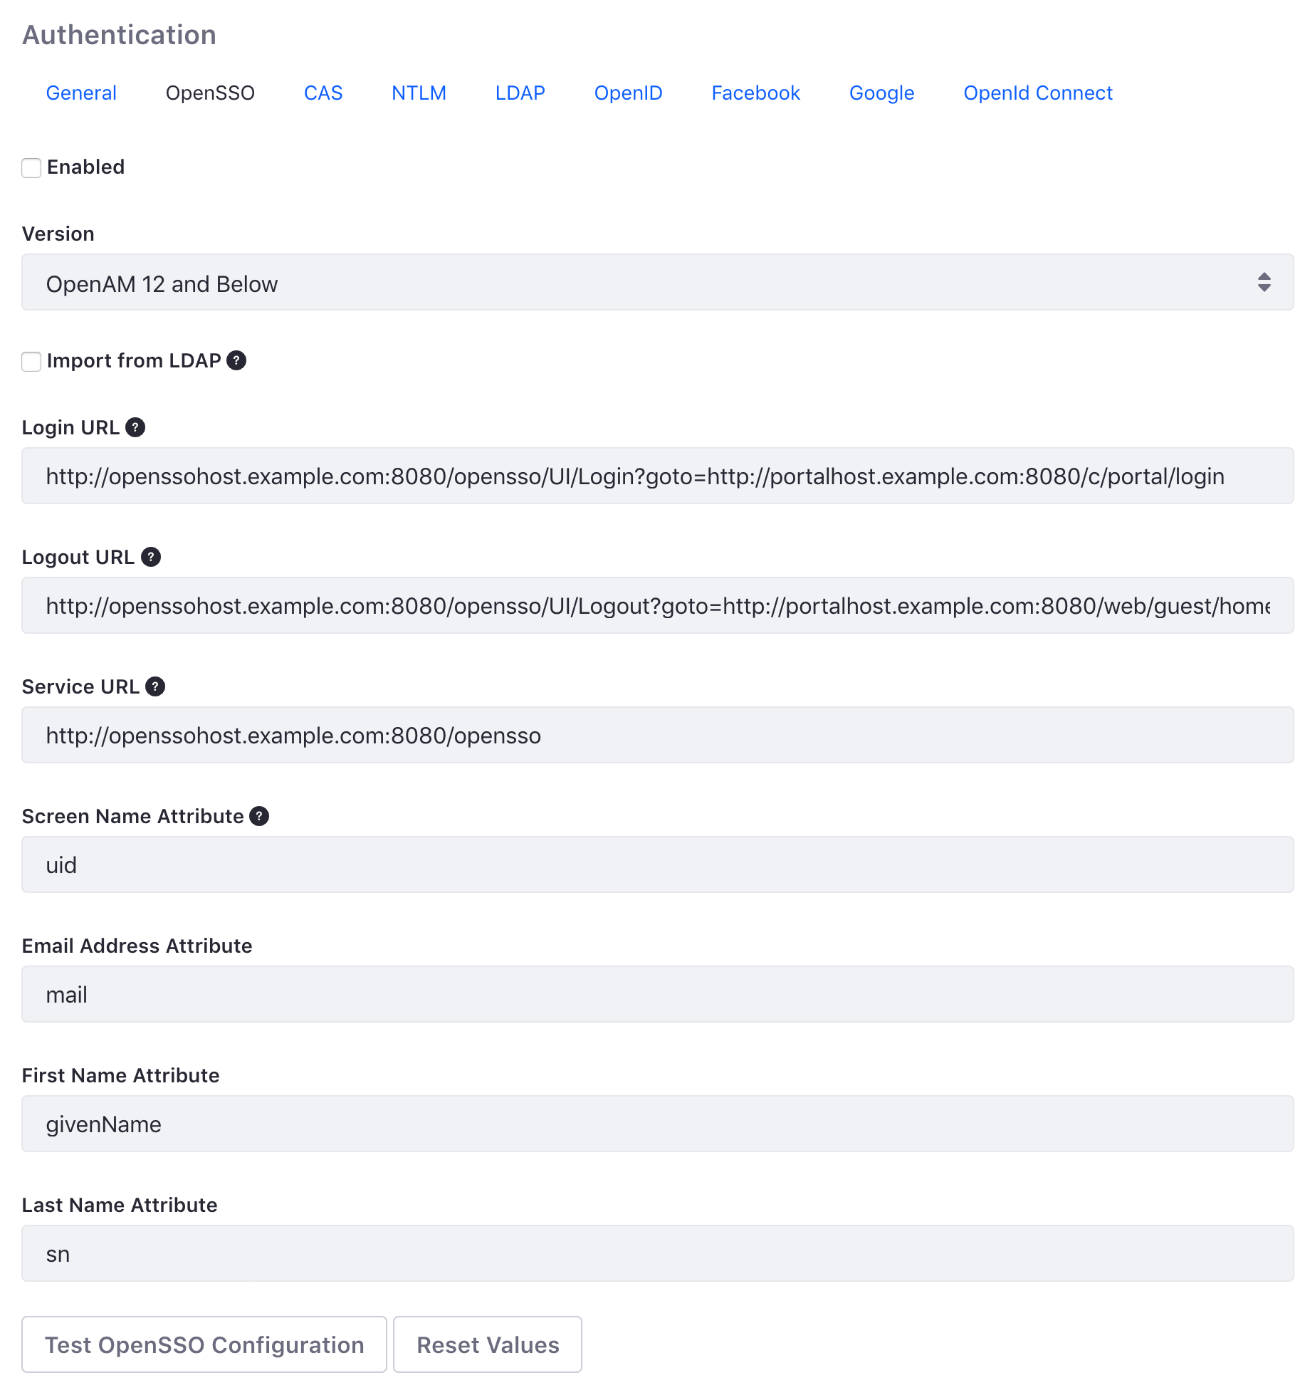 Authentication
General OpenSSO CAS NTLM LDAP OpenID Facebook Google OpenId Connect
Enabled
Version
OpenAM 12 and Below
Import from LDAP ?
Login URL ?
http://openssohost.example.com:8080/opensso/UI/Login?goto=http://portalhost.example.com:8080/c/portal/login
Logout URL ?
http://openssohost.example.com:8080/opensso/UI/Logout?goto=http://portalhost.example.com:8080/web/guest/home
Service URL ?
http://openssohost.example.com:8080/opensso
Screen Name Attribute ?
uid
Email Address Attribute
mail
First Name Attribute
givenName
Last Name Attribute
sn
Test OpenSSO Configuration Reset Values